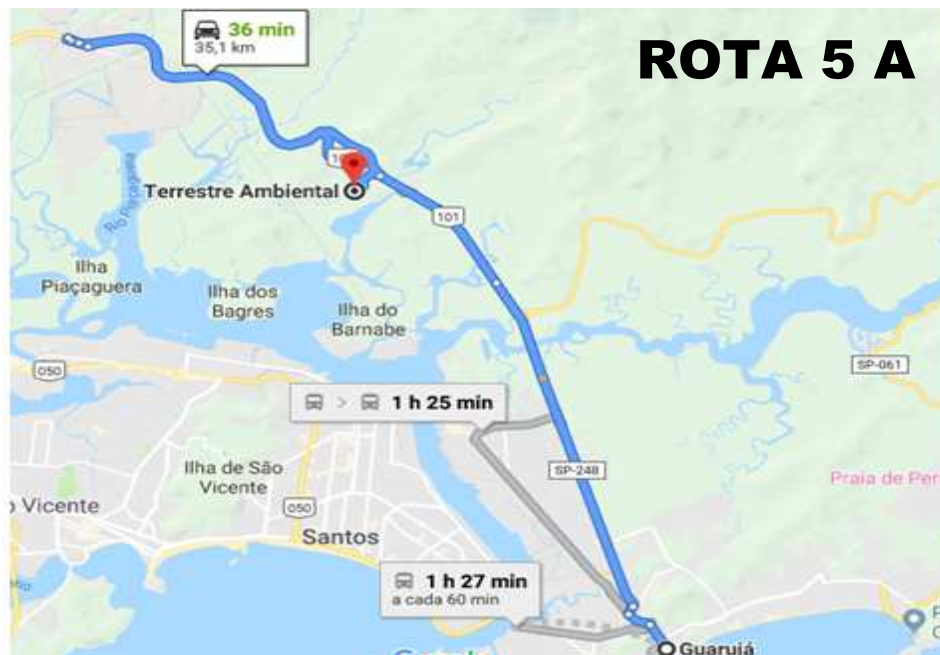 36 min
35,1 km
ROTA 5 A
Terrestre Ambiental
101
Rio Piaçaguera
Ilha
Piaçaguera
Ilha dos
Bagres
Ilha do
Barnabe
050
SP-061
> 1 h 25 min
SP-248
Ilha de São
Vicente
Praia de Per
o Vicente
050
Santos
1 h 27 min
a cada 60 min
Guarujá